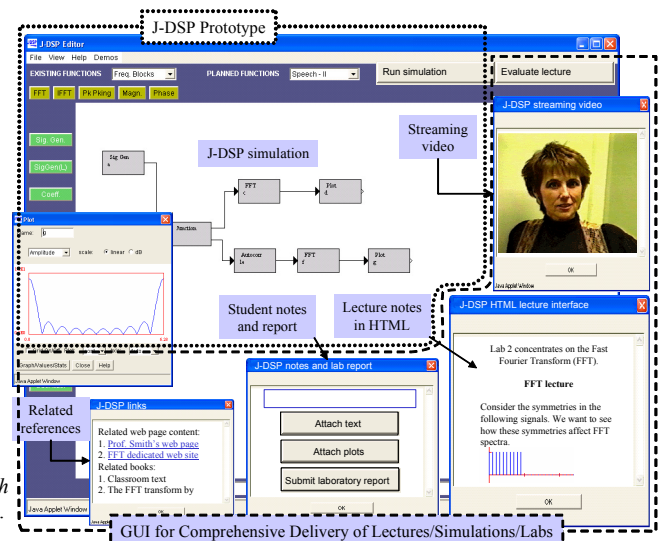 J-DSP Prototype
J-DSP Editor
File View Help Demos
EXISTING FUNCTIONS Freq. Blocks PLANNED FUNCTIONS Speech - II Run simulation Evaluate lecture
FFT IFFT Pk Pking Magn. Phase
Sig. Gen.
SigGen(L)
Coeff.
Sig Gen
J-DSP simulation
FFT
Plot
d
Function
Autocorr
FFT
f
Plot
g
Streaming
video
J-DSP streaming video
OK
Java Applet Window
Plot
Name:
Amplitude scale: linear dB
0.0
Graph/Values/Stats Close Help
Java Applet Window
Student notes
and report
Lecture notes
in HTML
J-DSP HTML lecture interface
Lab 2 concentrates on the Fast
Fourier Transform (FFT).
FFT lecture
Consider the symmetries in the
following signals. We want to see
how these symmetries affect FFT
spectra.
OK
Java Applet Window
J-DSP notes and lab report
Attach text
Attach plots
Submit laboratory report
OK
Related
references
J-DSP links
Related web page content:
1. Prof. Smith's web page
2. FFT dedicated web site
Related books:
1. Classroom text
2. The FFT transform by
OK
Java Applet Window
h
GUI for Comprehensive Delivery of Lectures/Simulations/Labs